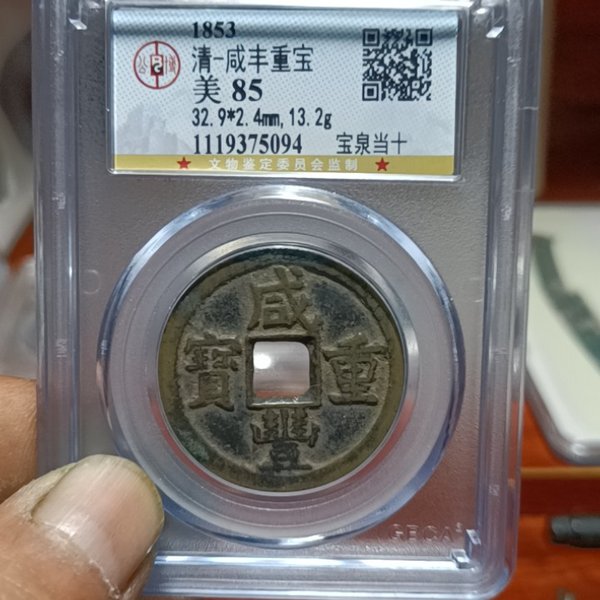 1853
清-咸丰重宝
美 85
32.9*2.4mm,13.2g
1119375094 宝泉当十
★ 文物鉴定委员会监制 ★
咸
寶 重
豐